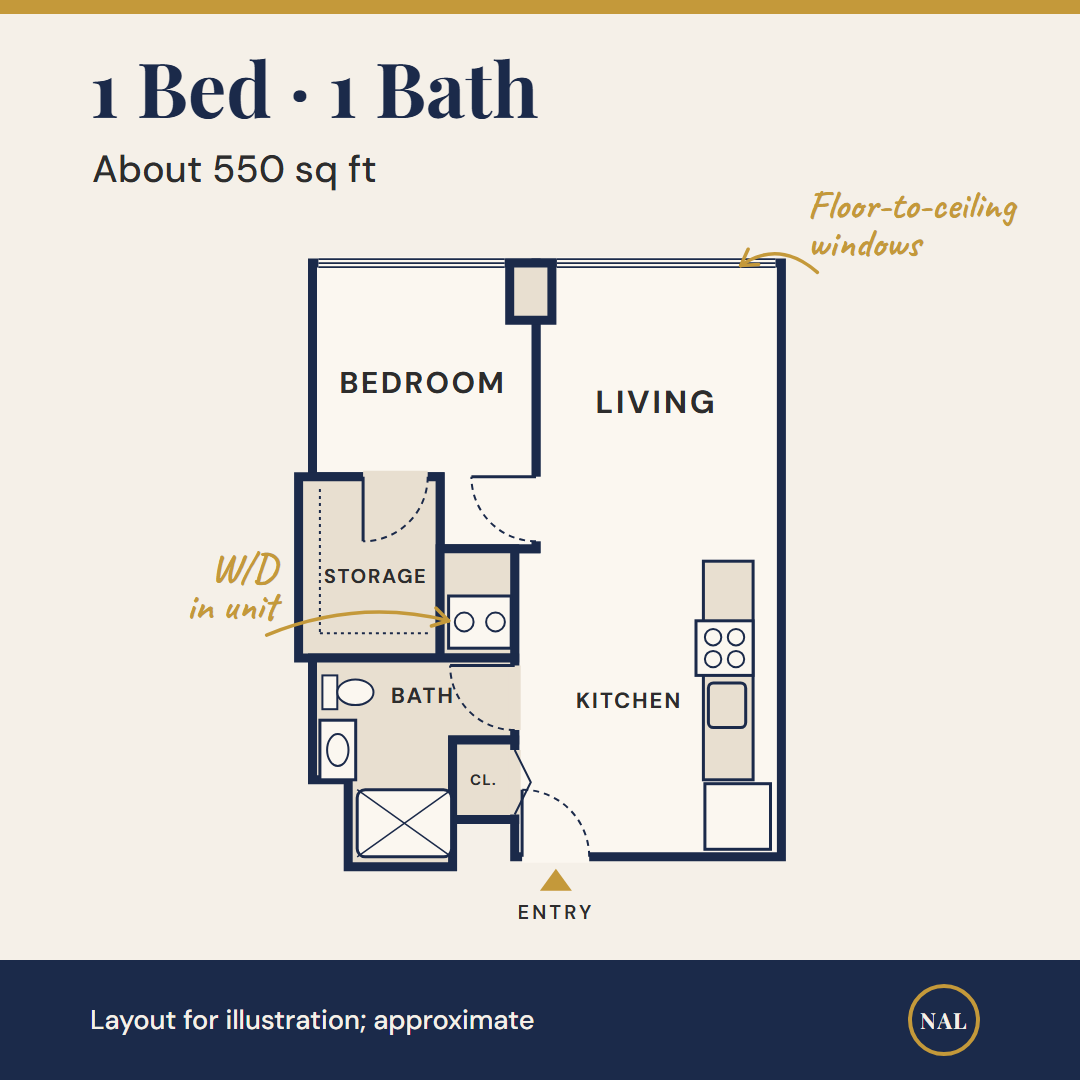 1 Bed · 1 Bath
About 550 sq ft
Floor-to-ceiling
windows
BEDROOM
LIVING
W/D
in unit
STORAGE
BATH
KITCHEN
CL.
ENTRY
Layout for illustration; approximate
NAL